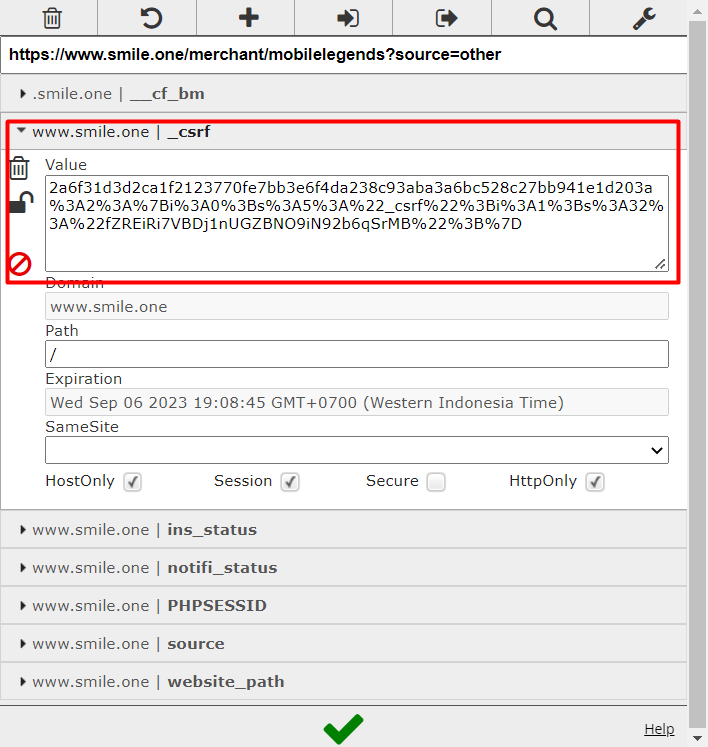 https://www.smile.one/merchant/mobilelegends?source=other
.smile.one | __cf_bm
www.smile.one | _csrf
Value
2a6f31d3d2ca1f2123770fe7bb3e6f4da238c93aba3a6bc528c27bb941e1d203a
%3A2%3A%7Bi%3A0%3Bs%3A5%3A%22_csrf%22%3Bi%3A1%3Bs%3A32%3
A%22fZREiRi7VBDj1nUGZBNO9iN92b6qSrMB%22%3B%7D
Domain
www.smile.one
Path
/
Expiration
Wed Sep 06 2023 19:08:45 GMT+0700 (Western Indonesia Time)
SameSite
HostOnly Session Secure HttpOnly
www.smile.one | ins_status
www.smile.one | notifi_status
www.smile.one | PHPSESSID
www.smile.one | source
www.smile.one | website_path
Help